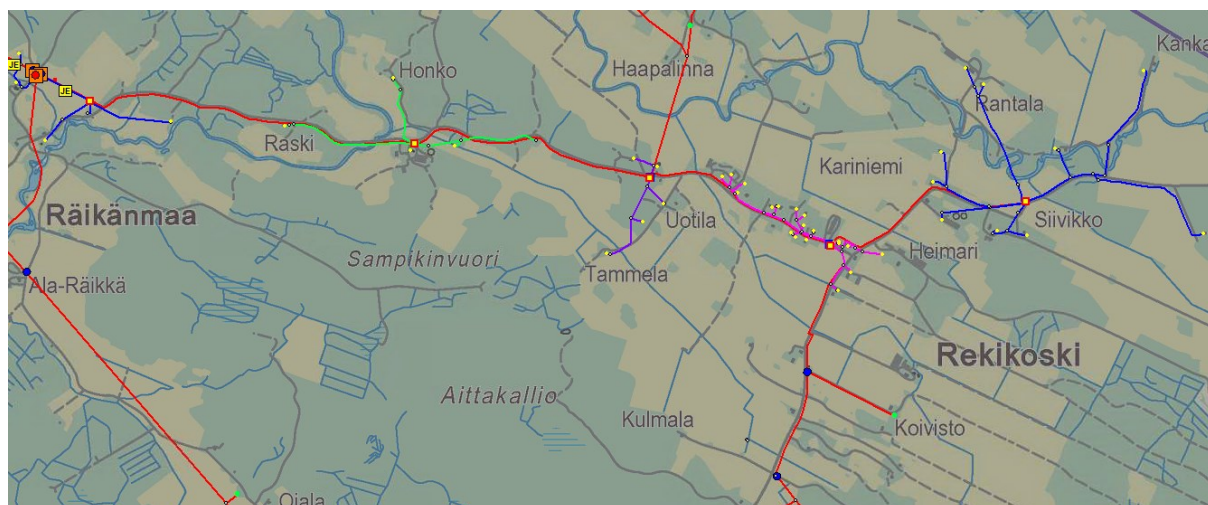 Kanka
JE
Honko
Haapalinna
JE
Rantala
Raski
Kariniemi
Räikänmaa
Uotila
Siivikko
Heimari
Sampikinvuori
Tammela
Ala-Räikkä
Rekikoski
Aittakallio
Kulmala
Koivisto
Ojala